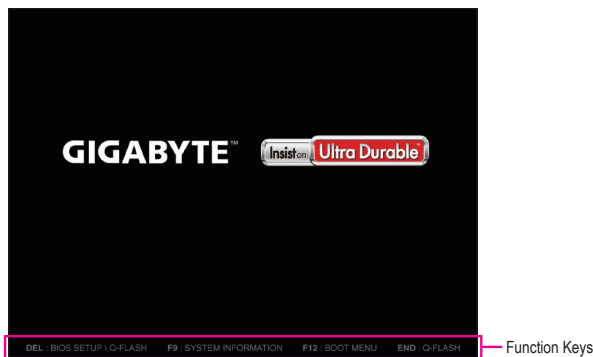 GIGABYTE™
Insist on Ultra Durable™
DEL : BIOS SETUP \ Q-FLASH F9 : SYSTEM INFORMATION F12 : BOOT MENU END : Q-FLASH
Function Keys